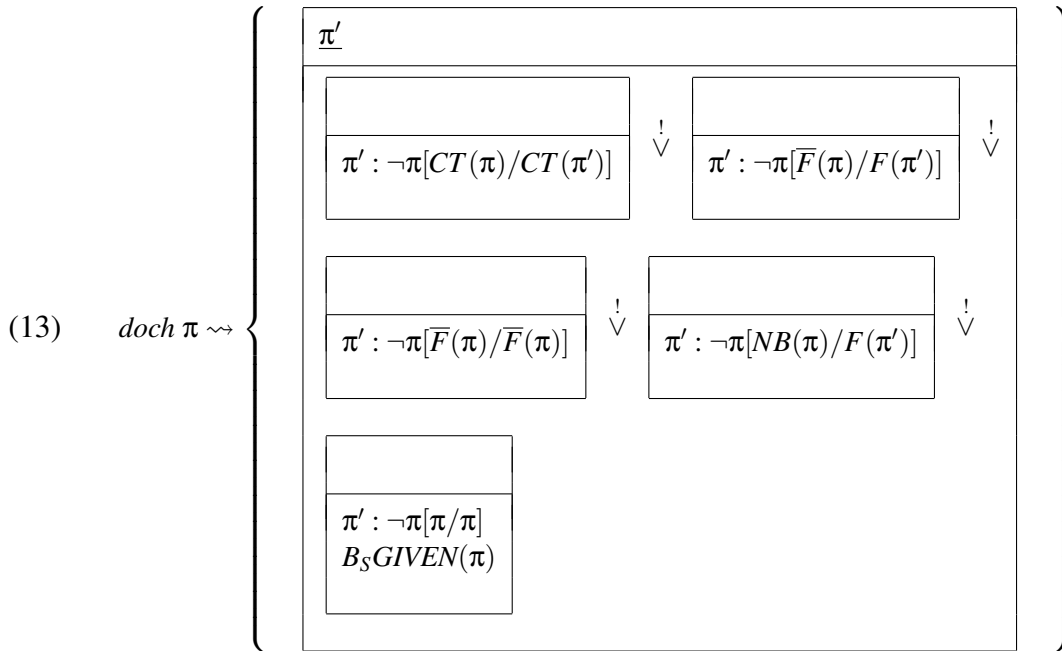 π′
π′ : ¬π[CT(π)/CT(π′)] ∨! π′ : ¬π[F̅(π)/F(π′)] ∨!
(13) doch π ⇝
π′ : ¬π[F̅(π)/F̅(π)] ∨! π′ : ¬π[NB(π)/F(π′)] ∨!
π′ : ¬π[π/π]
B_S GIVEN(π)